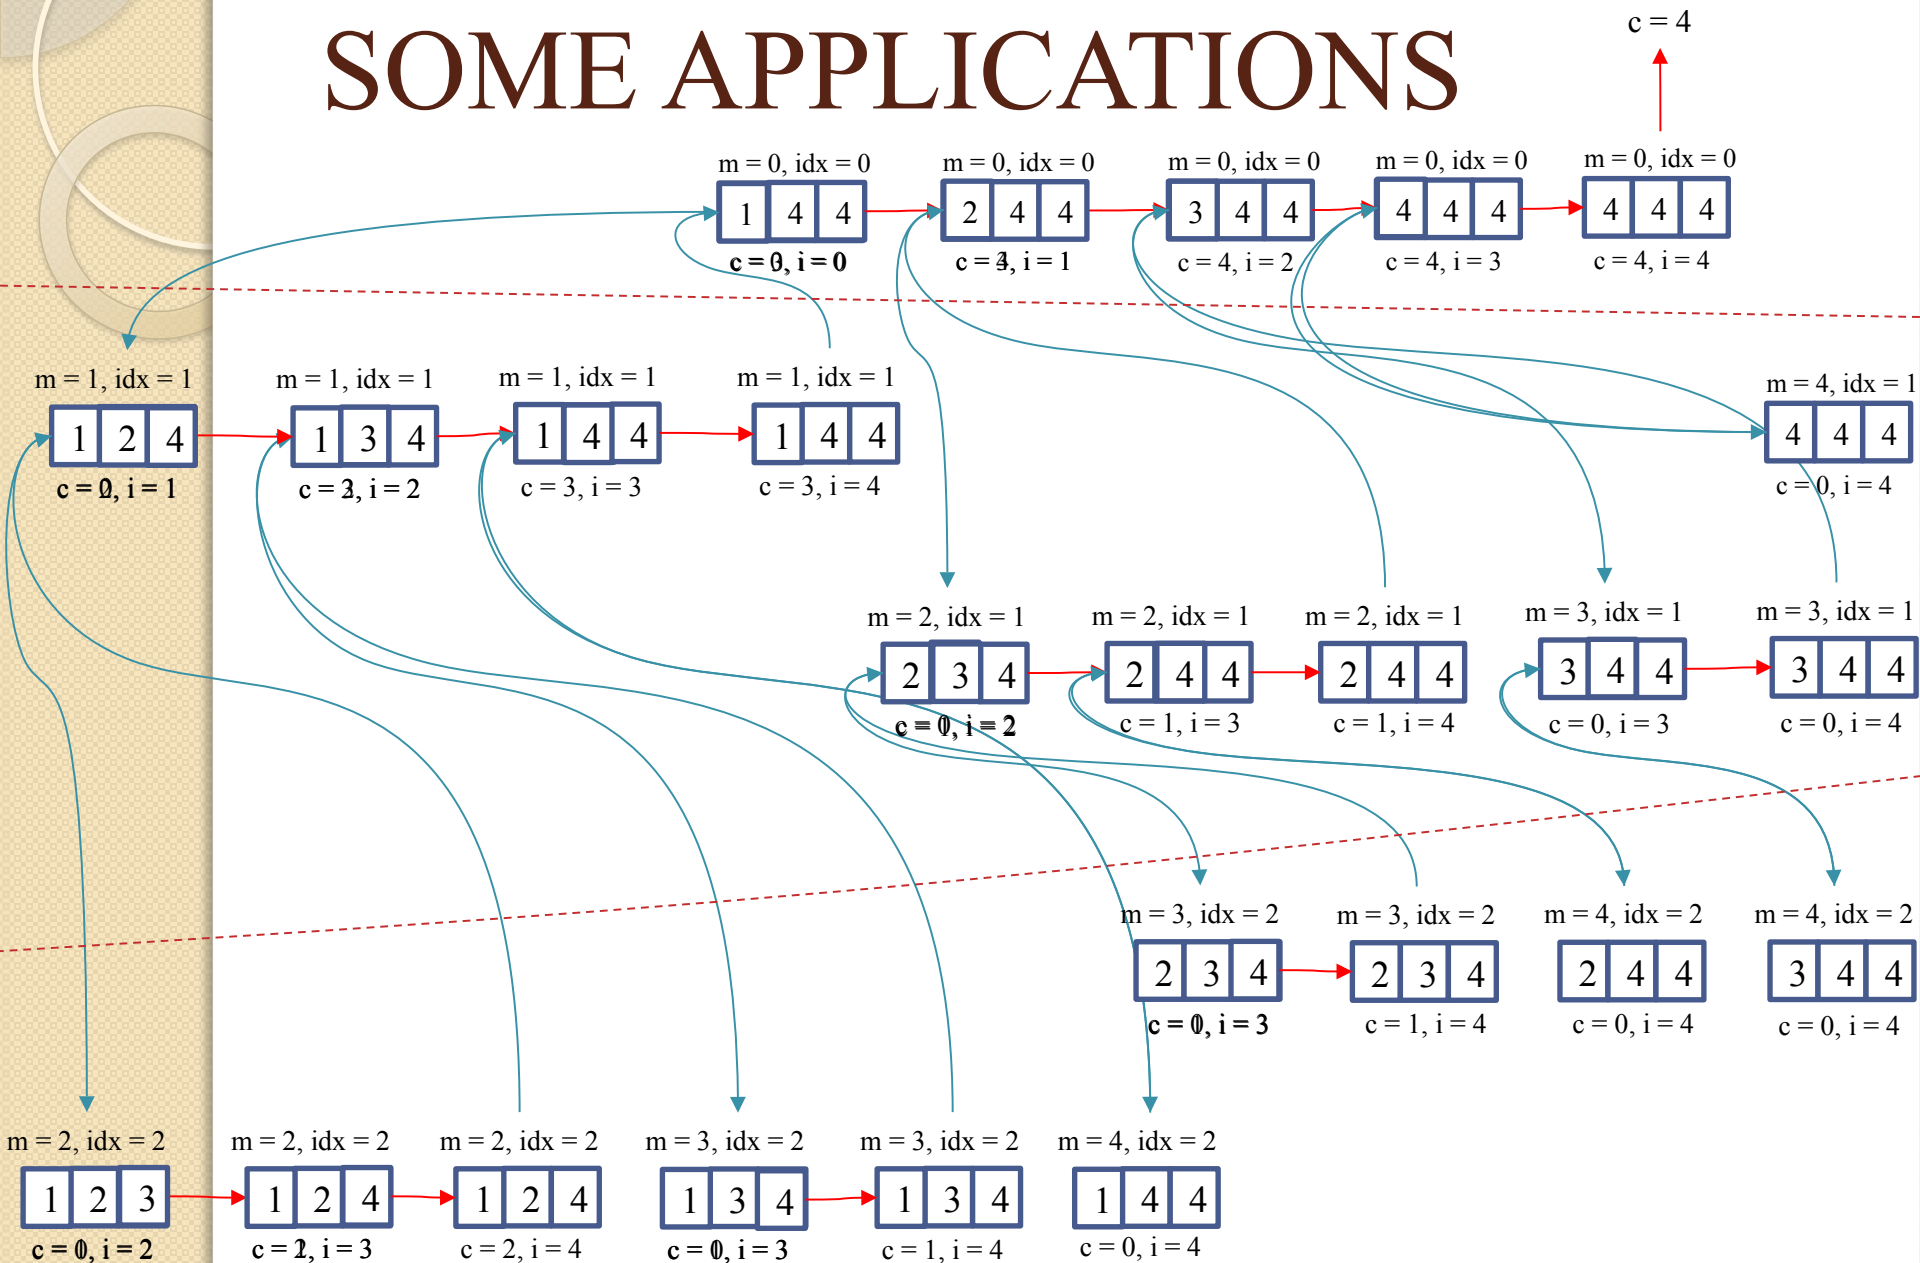 c = 4
SOME APPLICATIONS
m = 0, idx = 0
m = 0, idx = 0
m = 0, idx = 0
m = 0, idx = 0
m = 0, idx = 0
1 4 4
2 4 4
3 4 4
4 4 4
4 4 4
c = , i = 0
c = , i = 1
c = 4, i = 2
c = 4, i = 3
c = 4, i = 4
m = 1, idx = 1
m = 1, idx = 1
m = 1, idx = 1
m = 1, idx = 1
m = 4, idx = 1
1 2 4
1 3 4
1 4 4
1 4 4
4 4 4
c = , i = 1
c = , i = 2
c = 3, i = 3
c = 3, i = 4
c = 0, i = 4
m = 2, idx = 1
m = 2, idx = 1
m = 2, idx = 1
m = 3, idx = 1
m = 3, idx = 1
2 3 4
2 4 4
2 4 4
3 4 4
3 4 4
c = , i = 2
c = 1, i = 3
c = 1, i = 4
c = 0, i = 3
c = 0, i = 4
m = 3, idx = 2
m = 3, idx = 2
m = 4, idx = 2
m = 4, idx = 2
2 3 4
2 3 4
2 4 4
3 4 4
c = , i = 3
c = 1, i = 4
c = 0, i = 4
c = 0, i = 4
m = 2, idx = 2
m = 2, idx = 2
m = 2, idx = 2
m = 3, idx = 2
m = 3, idx = 2
m = 4, idx = 2
1 2 3
1 2 4
1 2 4
1 3 4
1 3 4
1 4 4
c = , i = 2
c = , i = 3
c = 2, i = 4
c = , i = 3
c = 1, i = 4
c = 0, i = 4